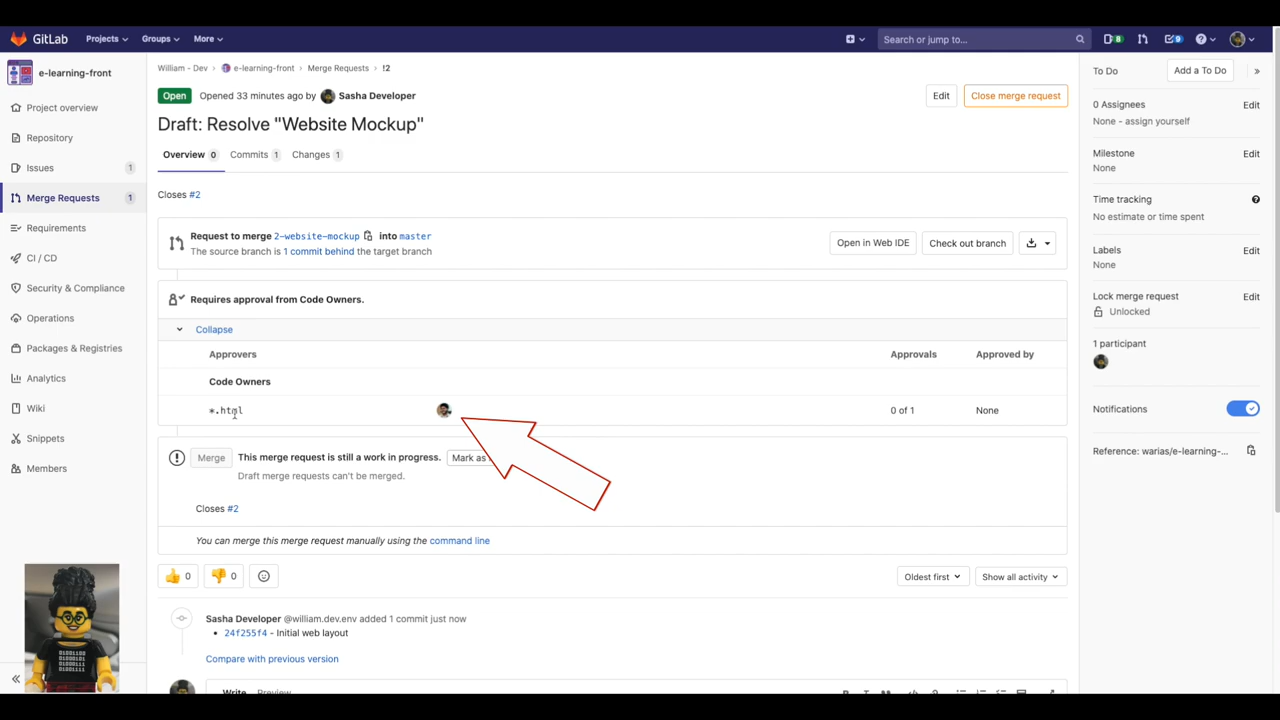 GitLab Projects Groups More Search or jump to... 8 9
e-learning-front
Project overview
Repository
Issues 1
Merge Requests 1
Requirements
CI / CD
Security & Compliance
Operations
Packages & Registries
Analytics
Wiki
Snippets
Members
William - Dev › e-learning-front › Merge Requests › !2
Open Opened 33 minutes ago by Sasha Developer Edit Close merge request
Draft: Resolve "Website Mockup"
Overview 0 Commits 1 Changes 1
Closes #2
Request to merge 2-website-mockup into master
The source branch is 1 commit behind the target branch
Open in Web IDE Check out branch
Requires approval from Code Owners.
Collapse
Approvers Approvals Approved by
Code Owners
*.html 0 of 1 None
Merge This merge request is still a work in progress. Mark as
Draft merge requests can't be merged.
Closes #2
You can merge this merge request manually using the command line
👍 0 👎 0 Oldest first Show all activity
Sasha Developer @william.dev.env added 1 commit just now
• 24f255f4 - Initial web layout
Compare with previous version
Write Preview
To Do Add a To Do »
0 Assignees Edit
None - assign yourself
Milestone Edit
None
Time tracking
No estimate or time spent
Labels Edit
None
Lock merge request Edit
Unlocked
1 participant
Notifications
Reference: warias/e-learning-...